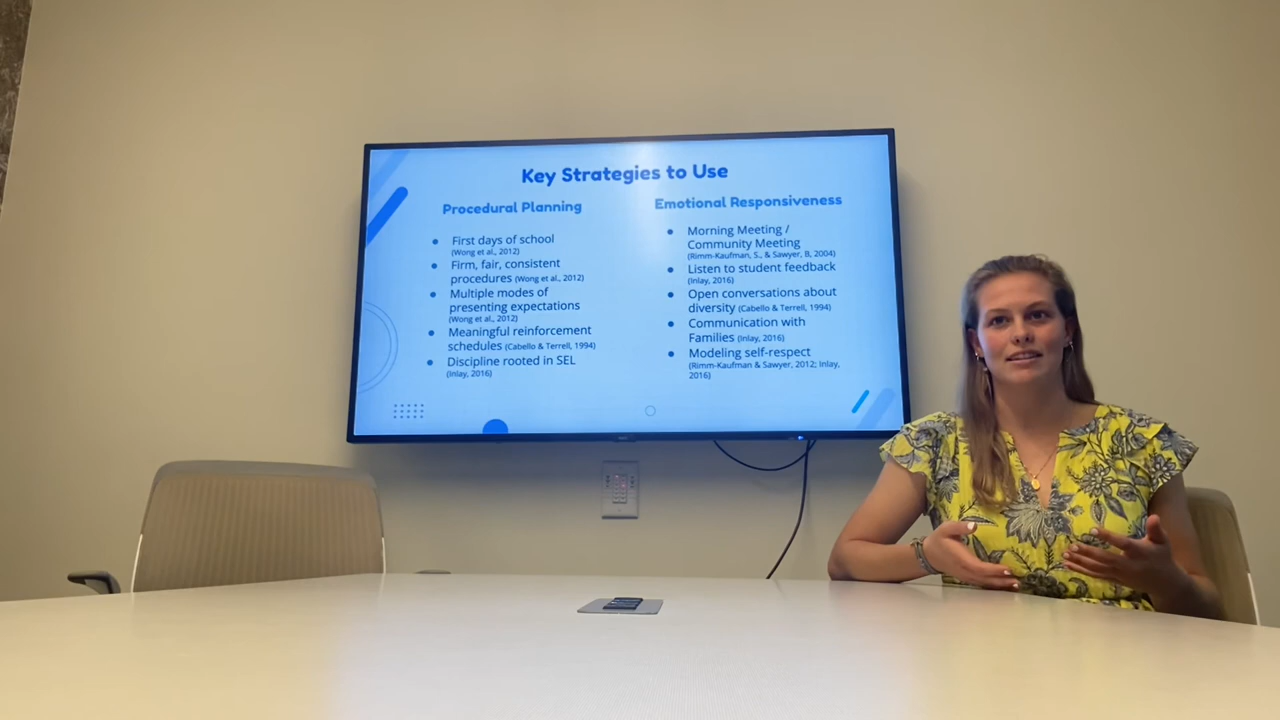 Key Strategies to Use
Procedural Planning
First days of school
(Wong et al., 2012)
Firm, fair, consistent
procedures (Wong et al., 2012)
Multiple modes of
presenting expectations
(Wong et al., 2012)
Meaningful reinforcement
schedules (Cabello & Terrell, 1994)
Discipline rooted in SEL
(Inlay, 2016)
Emotional Responsiveness
Morning Meeting /
Community Meeting
(Rimm-Kaufman, S., & Sawyer, B, 2004)
Listen to student feedback
(Inlay, 2016)
Open conversations about
diversity (Cabello & Terrell, 1994)
Communication with
Families (Inlay, 2016)
Modeling self-respect
(Rimm-Kaufman & Sawyer, 2012; Inlay,
2016)